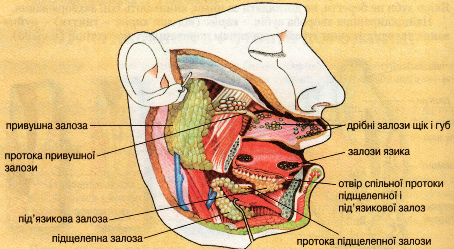 привушна залоза
протока привушної
залози
під'язикова залоза
підщелепна залоза
дрібні залози щік і губ
залози язика
отвір спільної протоки
підщелепної і
під'язикової залоз
протока підщелепної залози